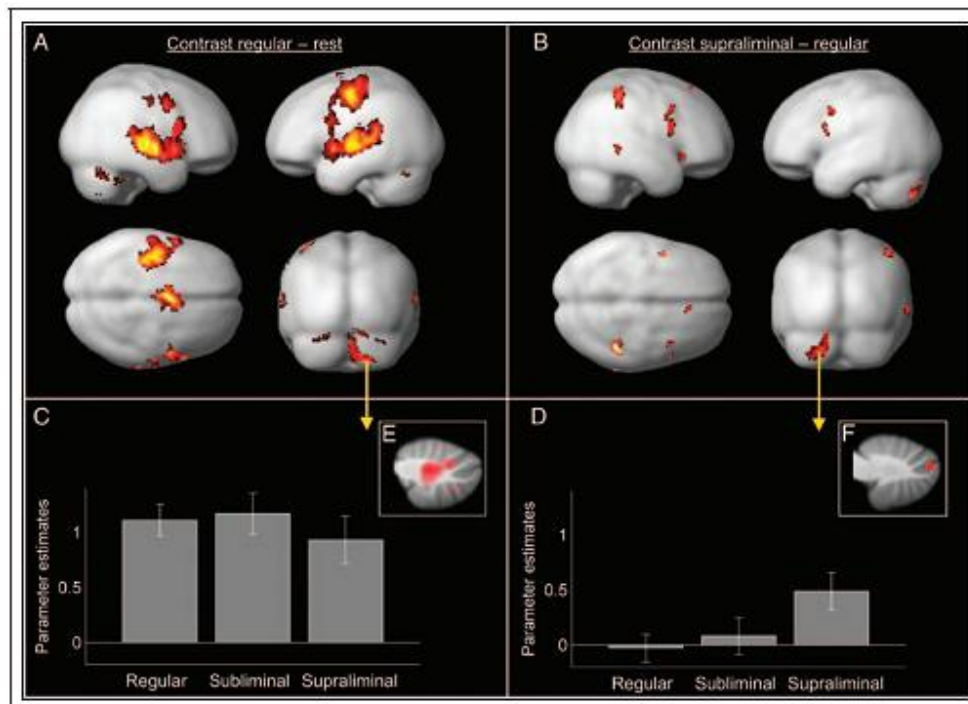 A
Contrast regular – rest
B
Contrast supraliminal – regular
C
E
Parameter estimates
1
0.5
0
Regular Subliminal Supraliminal
D
F
Parameter estimates
1
0.5
0
Regular Subliminal Supraliminal